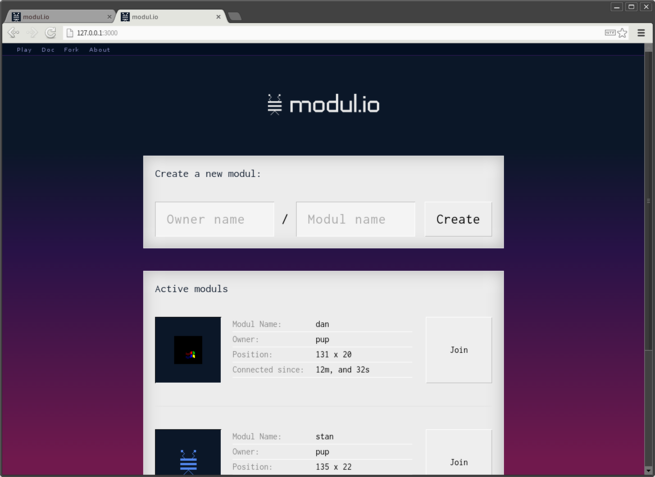 modul.io
modul.io
127.0.0.1:3000
Play Doc Fork About
modul.io
Create a new modul:
Owner name / Modul name Create
Active moduls
Modul Name: dan
Owner: pup
Position: 131 x 20
Connected since: 12m, and 32s
Join
Modul Name: stan
Owner: pup
Position: 135 x 22
Join